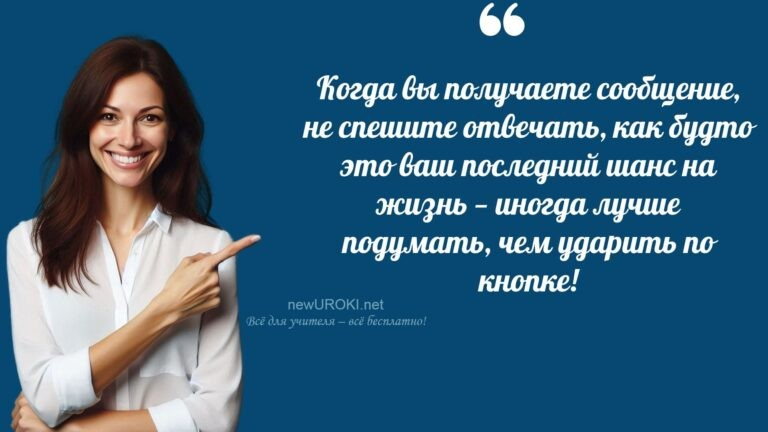 ❝
Когда вы получаете сообщение,
не спешите отвечать, как будто
это ваш последний шанс на
жизнь – иногда лучше
подумать, чем ударить по
кнопке!
newUROKI.net
Всё для учителя – всё бесплатно!